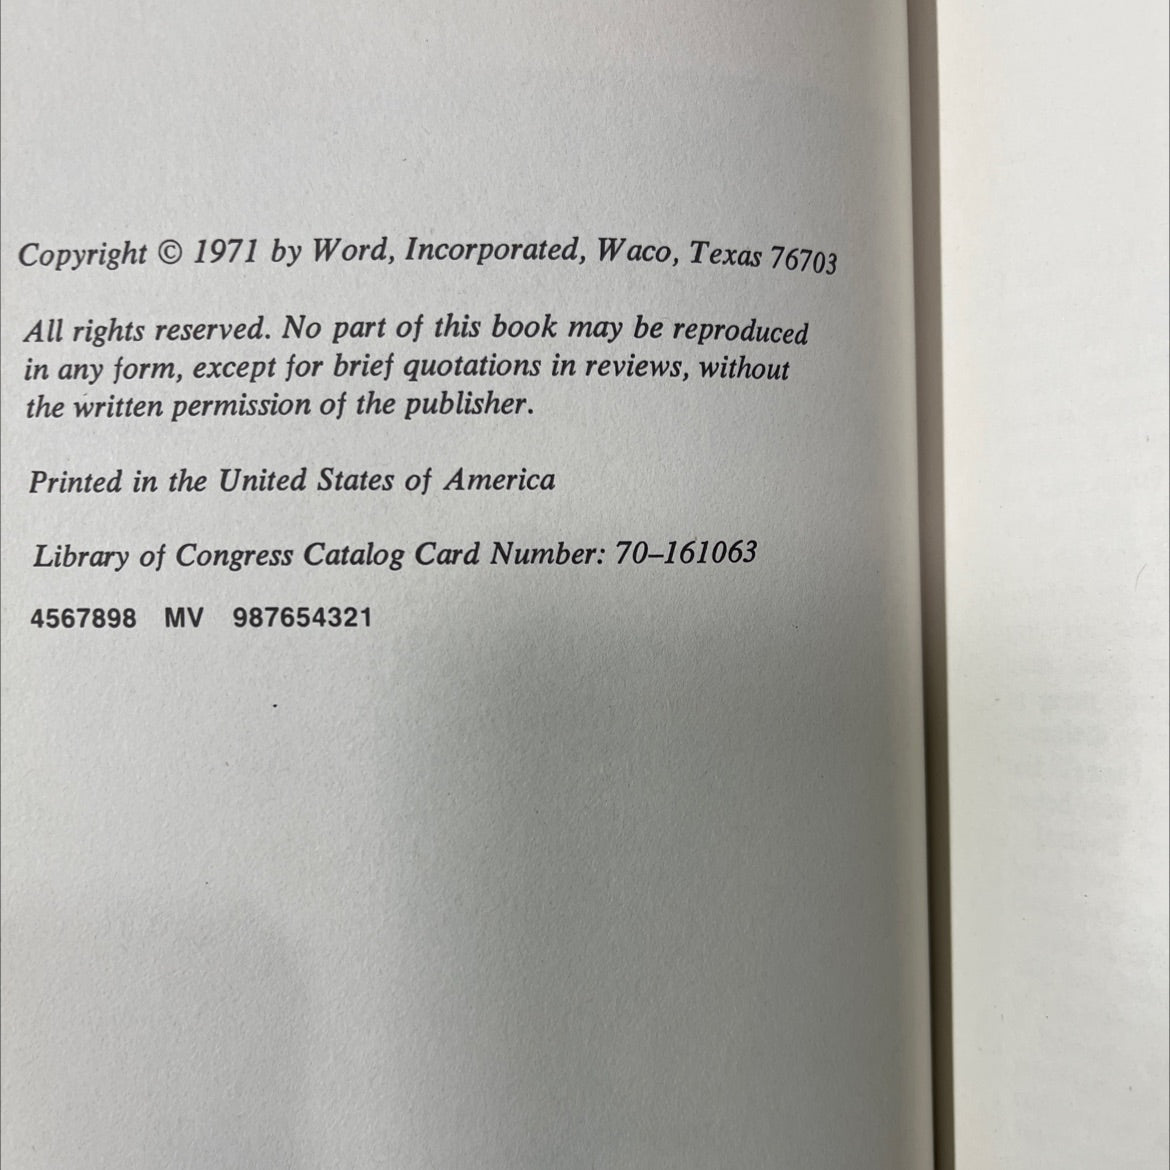 Copyright © 1971 by Word, Incorporated, Waco, Texas 76703
All rights reserved. No part of this book may be reproduced
in any form, except for brief quotations in reviews, without
the written permission of the publisher.
Printed in the United States of America
Library of Congress Catalog Card Number: 70–161063
4567898 MV 987654321